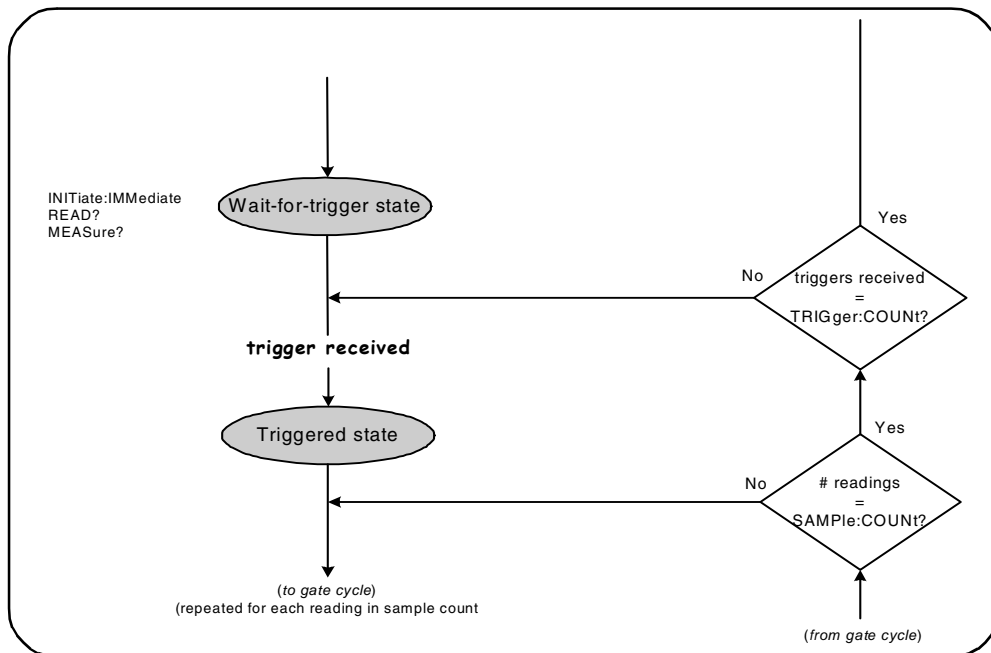 INITiate:IMMediate
READ?
MEASure?
Wait-for-trigger state
Yes
No
triggers received
=
TRIGger:COUNt?
trigger received
Triggered state
Yes
No
# readings
=
SAMPle:COUNt?
(to gate cycle)
(repeated for each reading in sample count
(from gate cycle)